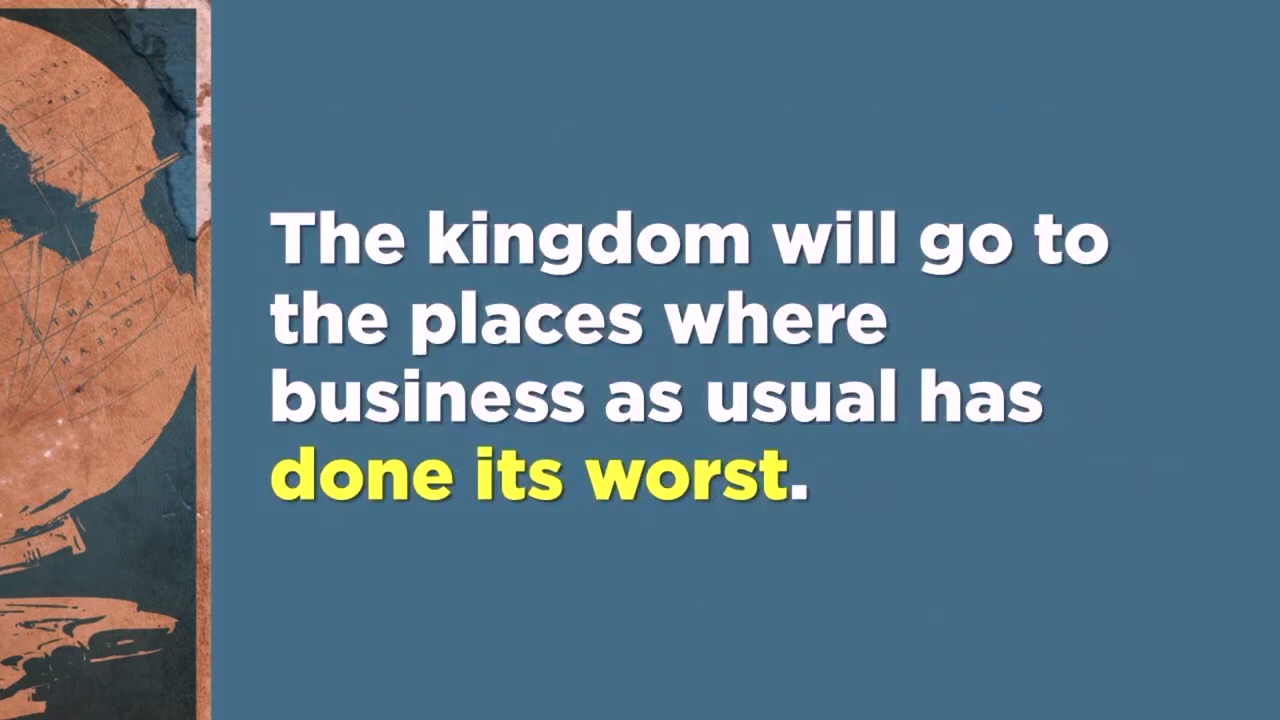 The kingdom will go to
the places where
business as usual has
done its worst.